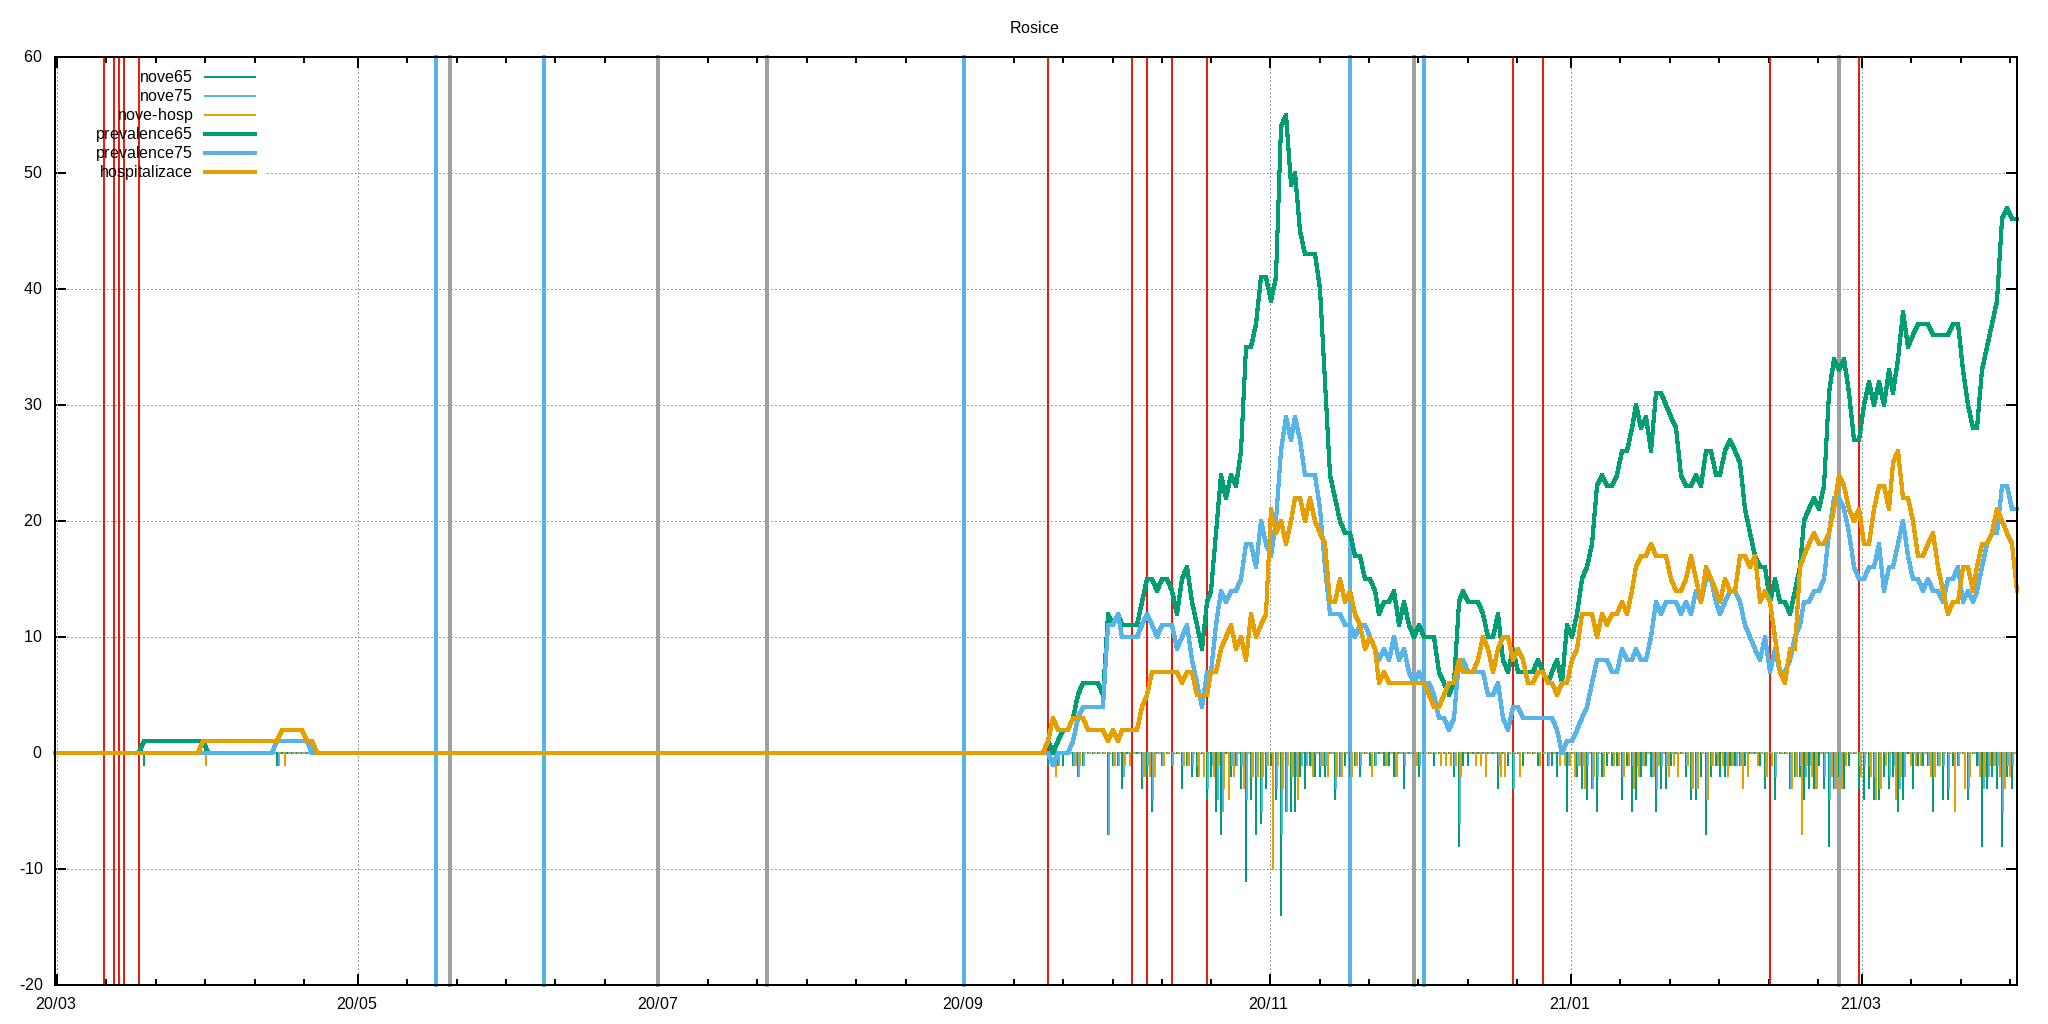 Rosice
60
nove65
nove75
nove-hosp
prevalence65
prevalence75
hospitalizace
50
40
30
20
10
0
-10
-20
20/03 20/05 20/07 20/09 20/11 21/01 21/03